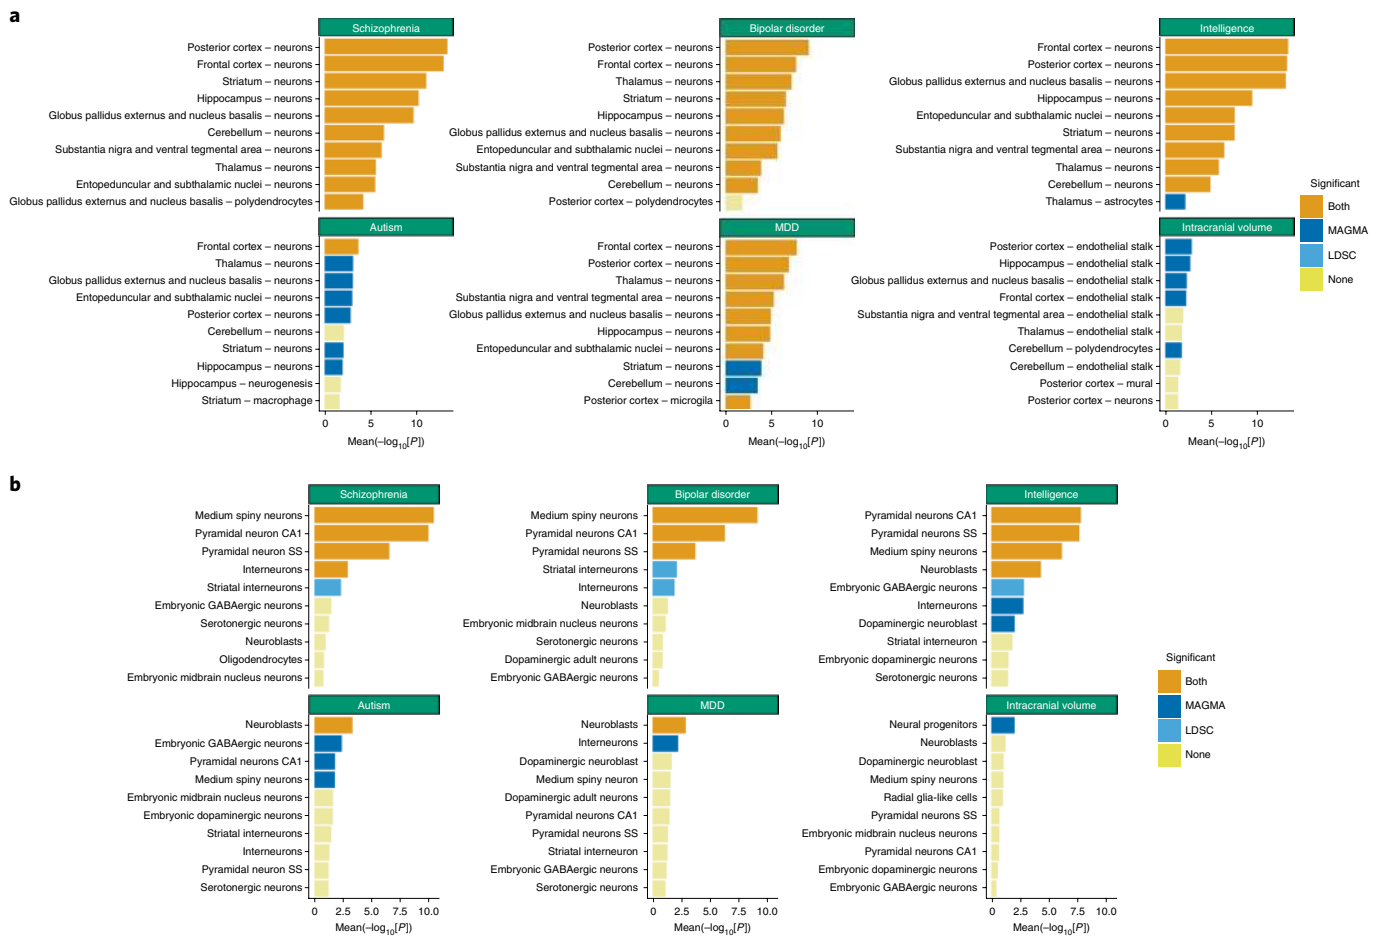 a
Schizophrenia
Posterior cortex – neurons
Frontal cortex – neurons
Striatum – neurons
Hippocampus – neurons
Globus pallidus externus and nucleus basalis – neurons
Cerebellum – neurons
Substantia nigra and ventral tegmental area – neurons
Thalamus – neurons
Entopeduncular and subthalamic nuclei – neurons
Globus pallidus externus and nucleus basalis – polydendrocytes
Bipolar disorder
Posterior cortex – neurons
Frontal cortex – neurons
Thalamus – neurons
Striatum – neurons
Hippocampus – neurons
Globus pallidus externus and nucleus basalis – neurons
Entopeduncular and subthalamic nuclei – neurons
Substantia nigra and ventral tegmental area – neurons
Cerebellum – neurons
Posterior cortex – polydendrocytes
Intelligence
Frontal cortex – neurons
Posterior cortex – neurons
Globus pallidus externus and nucleus basalis – neurons
Hippocampus – neurons
Entopeduncular and subthalamic nuclei – neurons
Striatum – neurons
Substantia nigra and ventral tegmental area – neurons
Thalamus – neurons
Cerebellum – neurons
Thalamus – astrocytes
Significant
Both
MAGMA
LDSC
None
Autism
Frontal cortex – neurons
Thalamus – neurons
Globus pallidus externus and nucleus basalis – neurons
Entopeduncular and subthalamic nuclei – neurons
Posterior cortex – neurons
Cerebellum – neurons
Striatum – neurons
Hippocampus – neurons
Hippocampus – neurogenesis
Striatum – macrophage
0 5 10
Mean(–log10[P])
MDD
Frontal cortex – neurons
Posterior cortex – neurons
Thalamus – neurons
Substantia nigra and ventral tegmental area – neurons
Globus pallidus externus and nucleus basalis – neurons
Hippocampus – neurons
Entopeduncular and subthalamic nuclei – neurons
Striatum – neurons
Cerebellum – neurons
Posterior cortex – microgila
0 5 10
Mean(–log10[P])
Intracranial volume
Posterior cortex – endothelial stalk
Hippocampus – endothelial stalk
Globus pallidus externus and nucleus basalis – endothelial stalk
Frontal cortex – endothelial stalk
Substantia nigra and ventral tegmental area – endothelial stalk
Thalamus – endothelial stalk
Cerebellum – polydendrocytes
Cerebellum – endothelial stalk
Posterior cortex – mural
Posterior cortex – neurons
0 5 10
Mean(–log10[P])
b
Schizophrenia
Medium spiny neurons
Pyramidal neuron CA1
Pyramidal neuron SS
Interneurons
Striatal interneurons
Embryonic GABAergic neurons
Serotonergic neurons
Neuroblasts
Oligodendrocytes
Embryonic midbrain nucleus neurons
Bipolar disorder
Medium spiny neurons
Pyramidal neurons CA1
Pyramidal neurons SS
Striatal interneurons
Interneurons
Neuroblasts
Embryonic midbrain nucleus neurons
Serotonergic neurons
Dopaminergic adult neurons
Embryonic GABAergic neurons
Intelligence
Pyramidal neurons CA1
Pyramidal neurons SS
Medium spiny neurons
Neuroblasts
Embryonic GABAergic neurons
Interneurons
Dopaminergic neuroblast
Striatal interneuron
Embryonic dopaminergic neurons
Serotonergic neurons
Significant
Both
MAGMA
LDSC
None
Autism
Neuroblasts
Embryonic GABAergic neurons
Pyramidal neurons CA1
Medium spiny neurons
Embryonic midbrain nucleus neurons
Embryonic dopaminergic neurons
Striatal interneurons
Interneurons
Pyramidal neuron SS
Serotonergic neurons
0 2.5 5.0 7.5 10.0
Mean(–log10[P])
MDD
Neuroblasts
Interneurons
Dopaminergic neuroblast
Medium spiny neuron
Dopaminergic adult neurons
Pyramidal neurons CA1
Pyramidal neurons SS
Striatal interneuron
Embryonic GABAergic neurons
Serotonergic neurons
0 2.5 5.0 7.5 10.0
Mean(–log10[P])
Intracranial volume
Neural progenitors
Neuroblasts
Dopaminergic neuroblast
Medium spiny neurons
Radial glia-like cells
Pyramidal neurons SS
Embryonic midbrain nucleus neurons
Pyramidal neurons CA1
Embryonic dopaminergic neurons
Embryonic GABAergic neurons
0 2.5 5.0 7.5 10.0
Mean(–log10[P])